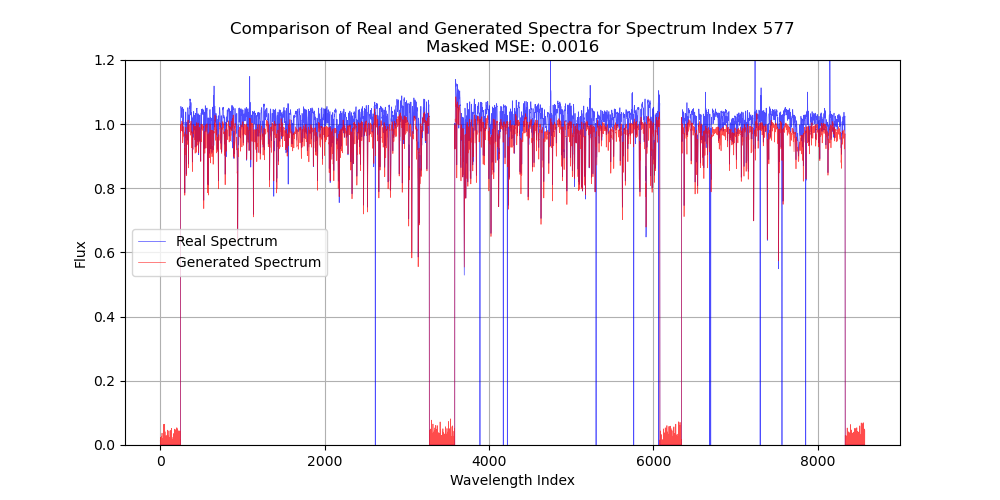 Comparison of Real and Generated Spectra for Spectrum Index 577
Masked MSE: 0.0016
1.2
1.0
0.8
0.6
0.4
0.2
0.0
Flux
Real Spectrum
Generated Spectrum
0 2000 4000 6000 8000
Wavelength Index